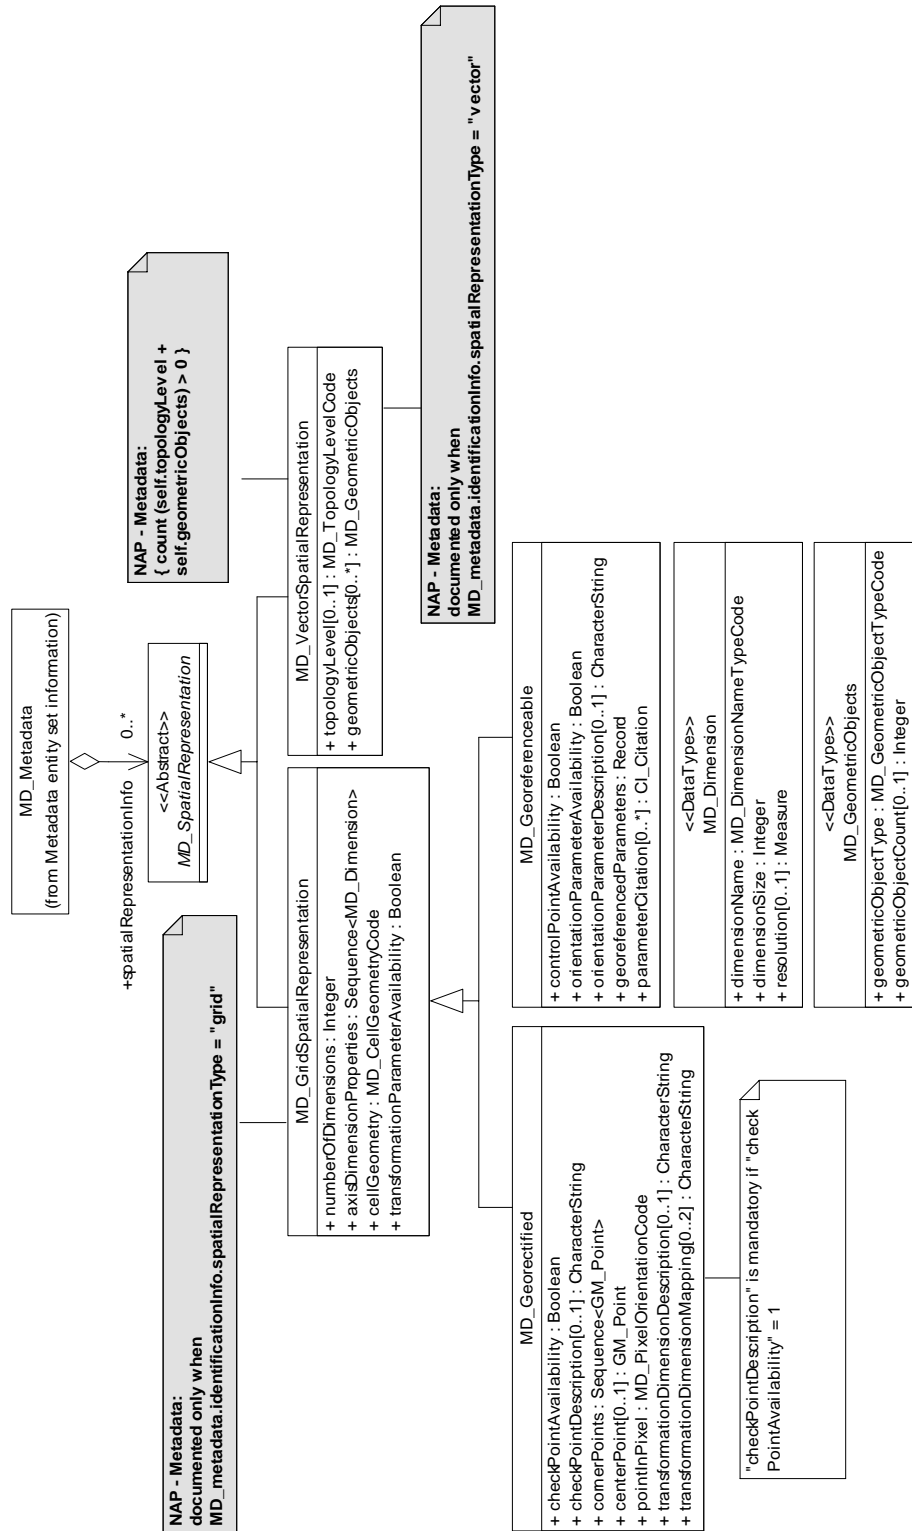 MD_Metadata
(from Metadata entity set information)
+spatialRepresentationInfo
0..*
<<Abstract>>
MD_SpatialRepresentation
NAP - Metadata:
{ count (self.topologyLevel +
self.geometricObjects) > 0 }
NAP - Metadata:
documented only when
MD_metadata.identificationInfo.spatialRepresentationType = "grid"
MD_GridSpatialRepresentation
+ numberOfDimensions : Integer
+ axisDimensionProperties : Sequence<MD_Dimension>
+ cellGeometry : MD_CellGeometryCode
+ transformationParameterAvailability : Boolean
MD_VectorSpatialRepresentation
+ topologyLevel[0..1] : MD_TopologyLevelCode
+ geometricObjects[0..*] : MD_GeometricObjects
NAP - Metadata:
documented only when
MD_metadata.identificationInfo.spatialRepresentationType = "vector"
MD_Georectified
+ checkPointAvailability : Boolean
+ checkPointDescription[0..1] : CharacterString
+ cornerPoints : Sequence<GM_Point>
+ centerPoint[0..1] : GM_Point
+ pointInPixel : MD_PixelOrientationCode
+ transformationDimensionDescription[0..1] : CharacterString
+ transformationDimensionMapping[0..2] : CharacterString
"checkPointDescription" is mandatory if "check
PointAvailability" = 1
MD_Georeferenceable
+ controlPointAvailability : Boolean
+ orientationParameterAvailability : Boolean
+ orientationParameterDescription[0..1] : CharacterString
+ georeferencedParameters : Record
+ parameterCitation[0..*] : CI_Citation
<<DataType>>
MD_Dimension
+ dimensionName : MD_DimensionNameTypeCode
+ dimensionSize : Integer
+ resolution[0..1] : Measure
<<DataType>>
MD_GeometricObjects
+ geometricObjectType : MD_GeometricObjectTypeCode
+ geometricObjectCount[0..1] : Integer